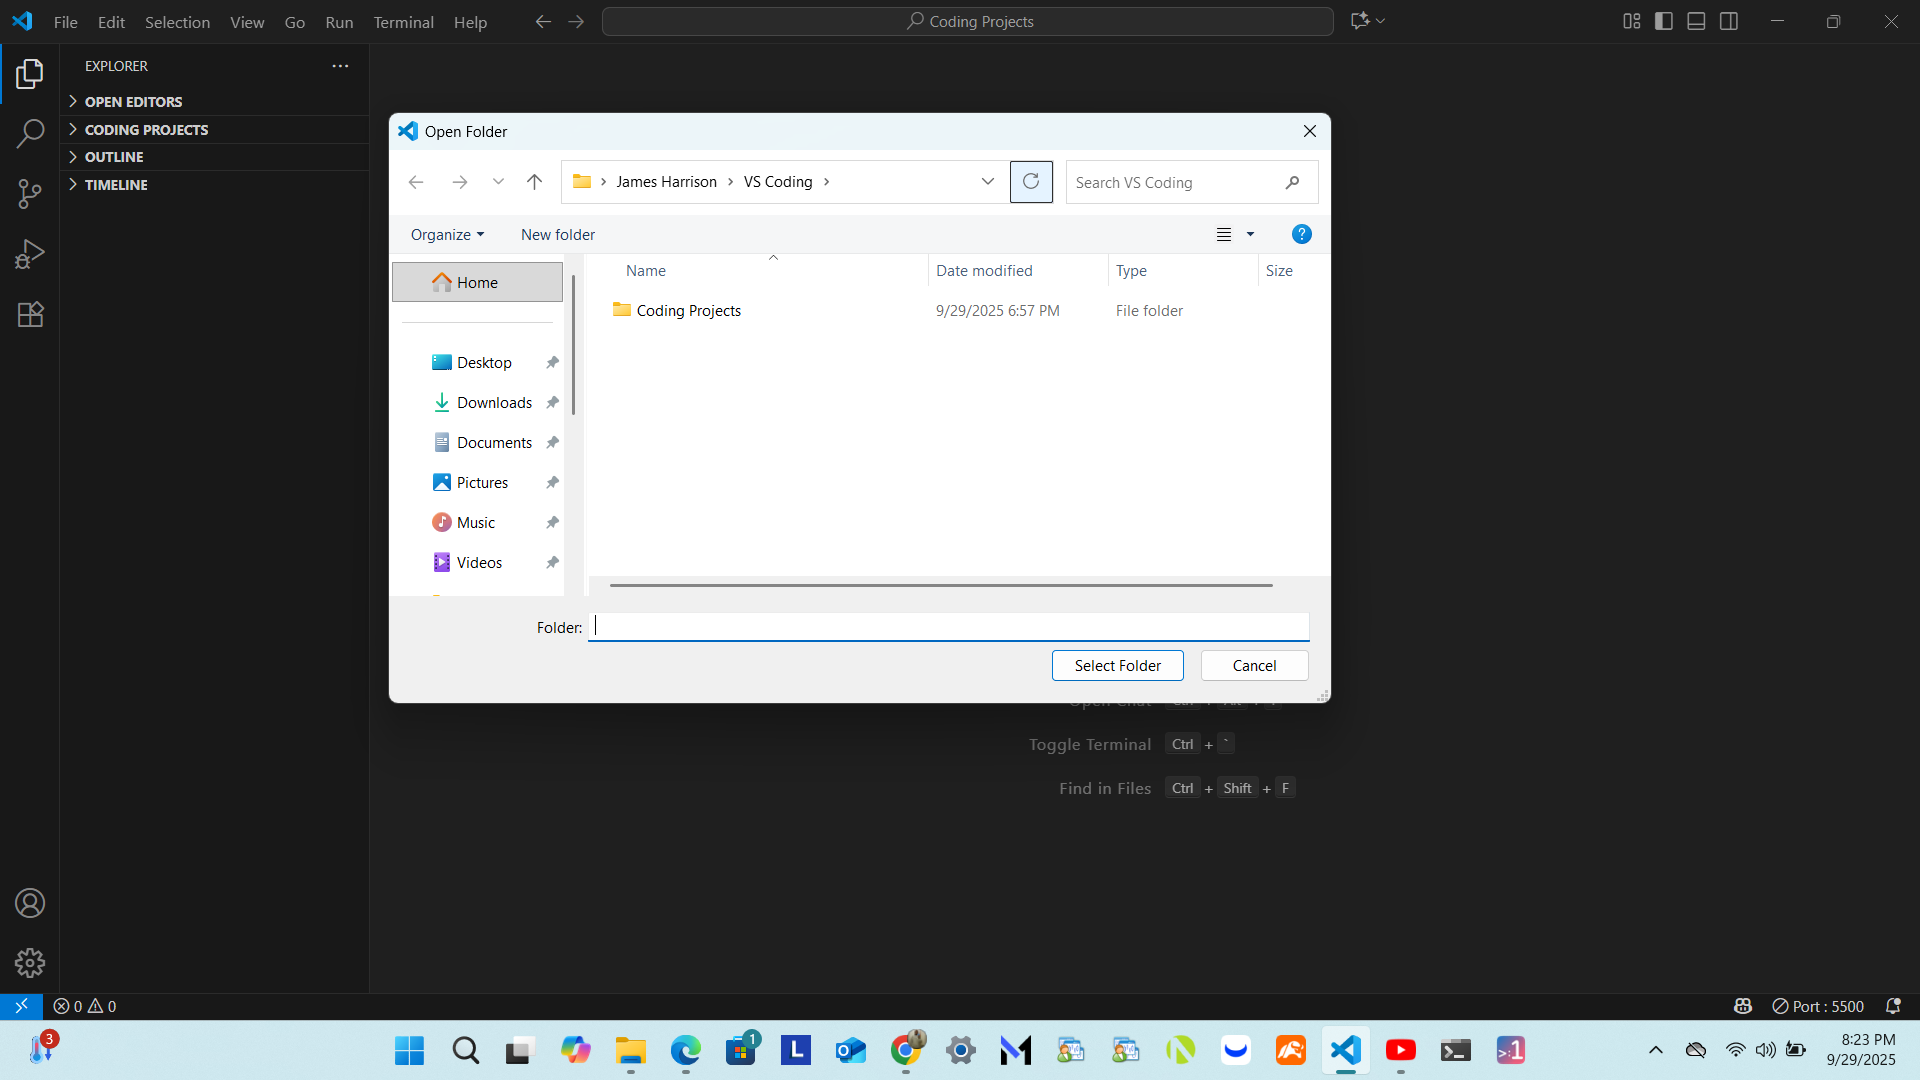 File Edit Selection View Go Run Terminal Help
Coding Projects
EXPLORER
OPEN EDITORS
CODING PROJECTS
OUTLINE
TIMELINE
Open Folder
James Harrison > VS Coding >
Search VS Coding
Organize
New folder
Name
Date modified
Type
Size
Home
Coding Projects
9/29/2025 6:57 PM
File folder
Desktop
Downloads
Documents
Pictures
Music
Videos
Folder:
Select Folder
Cancel
Toggle Terminal Ctrl + `
Find in Files Ctrl + Shift + F
0 0
Port : 5500
3
1
L
>:1
8:23 PM
9/29/2025